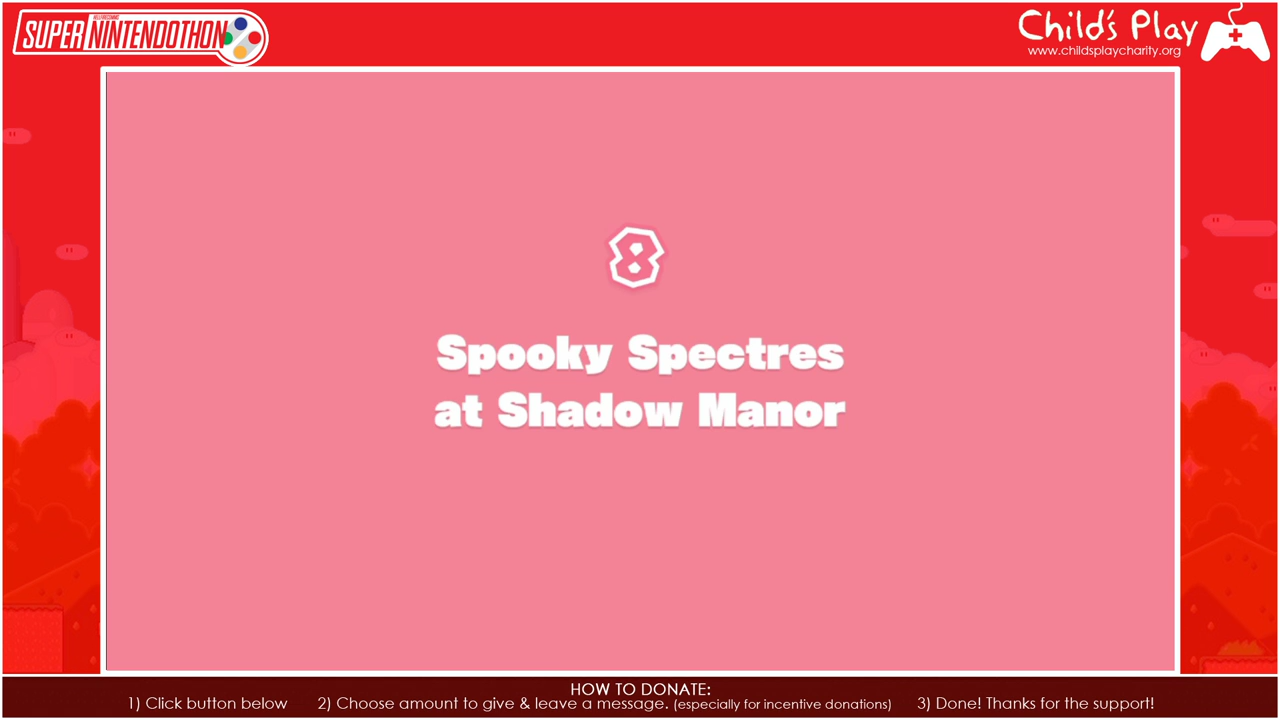 SUPER NINTENDOTHON
Child's Play
www.childsplaycharity.org
8
Spooky Spectres
at Shadow Manor
HOW TO DONATE:
1) Click button below 2) Choose amount to give & leave a message. (especially for incentive donations) 3) Done! Thanks for the support!